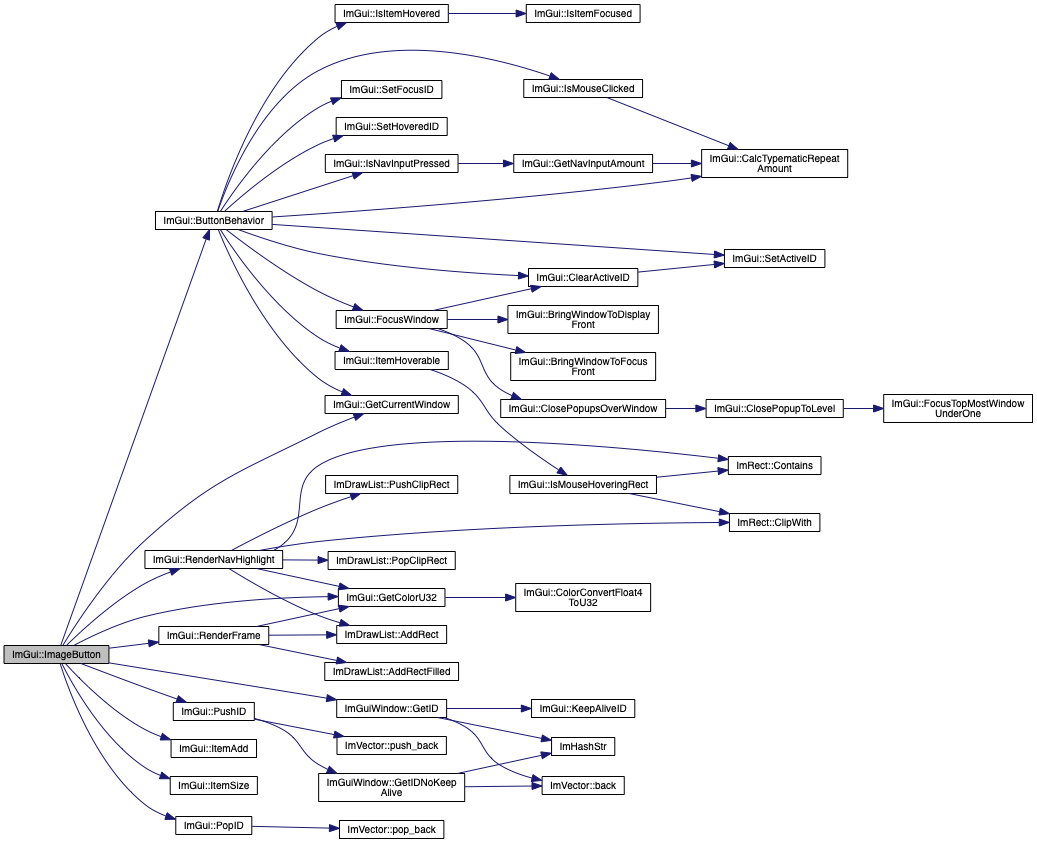 ImGui::IsItemHovered
ImGui::IsItemFocused
ImGui::SetFocusID
ImGui::IsMouseClicked
ImGui::SetHoveredID
ImGui::IsNavInputPressed
ImGui::GetNavInputAmount
ImGui::CalcTypematicRepeat
Amount
ImGui::ButtonBehavior
ImGui::SetActiveID
ImGui::ClearActiveID
ImGui::FocusWindow
ImGui::BringWindowToDisplay
Front
ImGui::ItemHoverable
ImGui::BringWindowToFocus
Front
ImGui::GetCurrentWindow
ImGui::ClosePopupsOverWindow
ImGui::ClosePopupToLevel
ImGui::FocusTopMostWindow
UnderOne
ImRect::Contains
ImDrawList::PushClipRect
ImGui::IsMouseHoveringRect
ImRect::ClipWith
ImGui::RenderNavHighlight
ImDrawList::PopClipRect
ImGui::GetColorU32
ImGui::ColorConvertFloat4
ToU32
ImGui::RenderFrame
ImDrawList::AddRect
ImGui::ImageButton
ImDrawList::AddRectFilled
ImGui::PushID
ImGuiWindow::GetID
ImGui::KeepAliveID
ImGui::ItemAdd
ImVector::push_back
ImHashStr
ImGui::ItemSize
ImGuiWindow::GetIDNoKeep
Alive
ImVector::back
ImGui::PopID
ImVector::pop_back